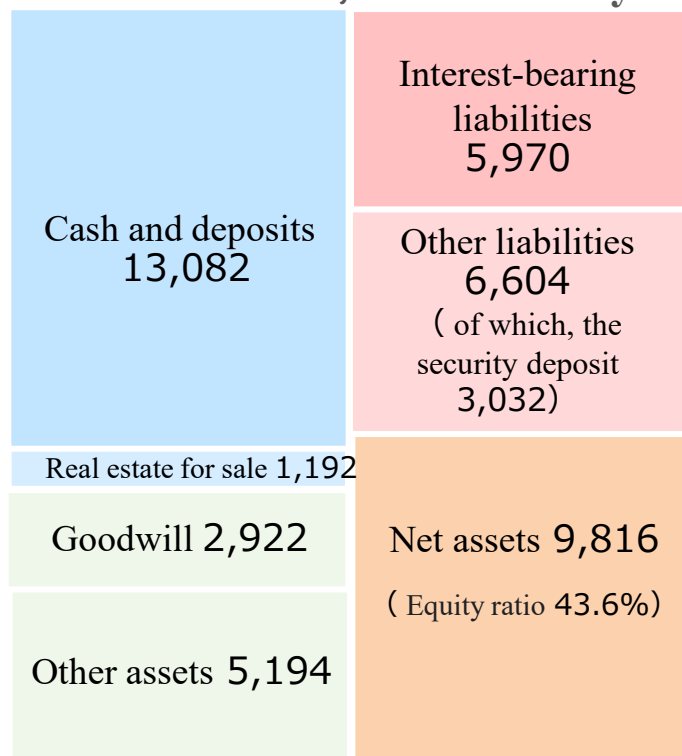 Cash and deposits
13,082
Real estate for sale 1,192
Goodwill 2,922
Other assets 5,194
Interest-bearing
liabilities
5,970
Other liabilities
6,604
( of which, the
security deposit
3,032)
Net assets 9,816
( Equity ratio 43.6%)